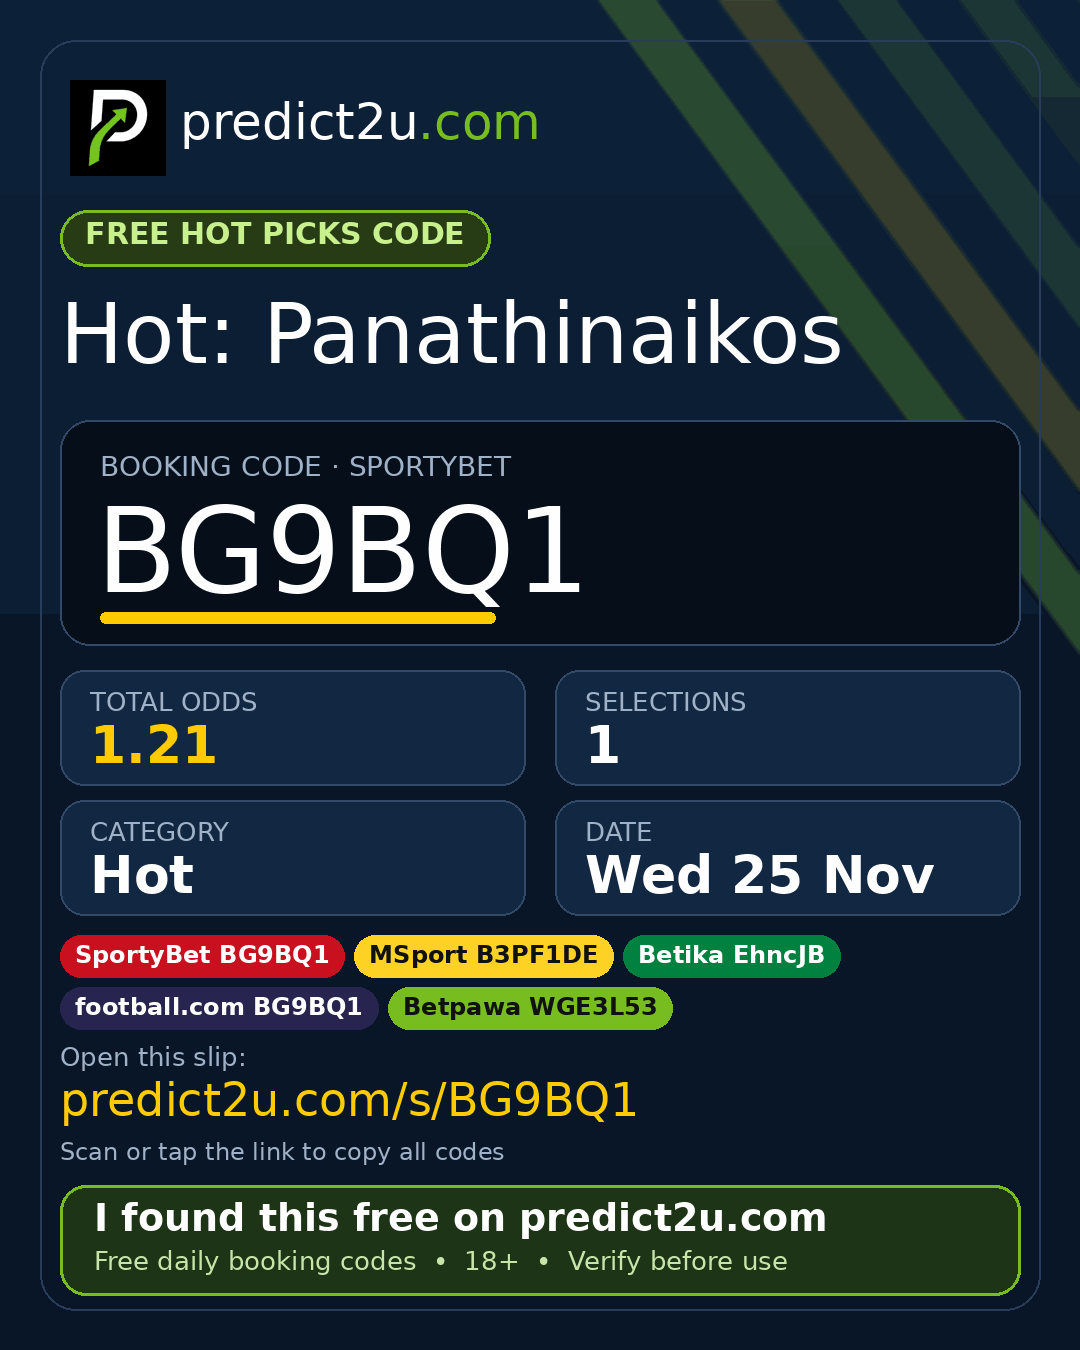 predict2u.com
FREE HOT PICKS CODE
Hot: Panathinaikos
BOOKING CODE · SPORTYBET
BG9BQ1
TOTAL ODDS
1.21
SELECTIONS
1
CATEGORY
Hot
DATE
Wed 25 Nov
SportyBet BG9BQ1
MSport B3PF1DE
Betika EhncJB
football.com BG9BQ1
Betpawa WGE3L53
Open this slip:
predict2u.com/s/BG9BQ1
Scan or tap the link to copy all codes
I found this free on predict2u.com
Free daily booking codes • 18+ • Verify before use